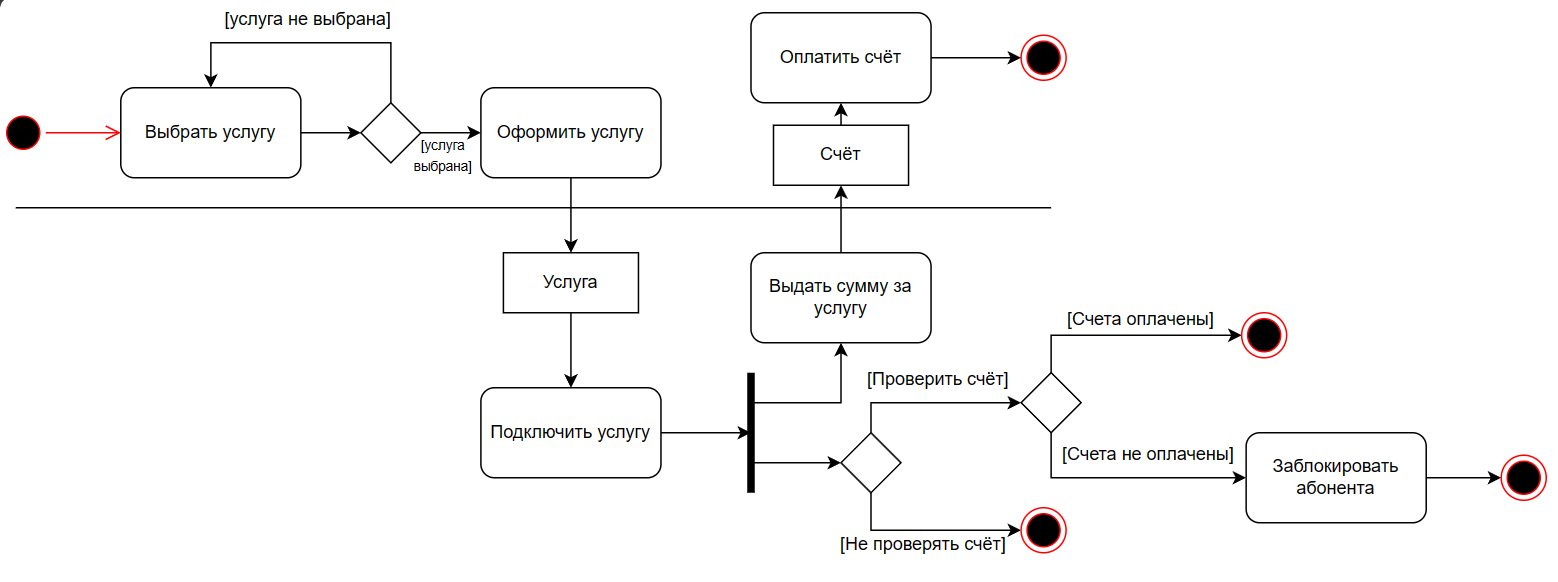 [услуга не выбрана]
Выбрать услугу
[услуга
выбрана]
Оформить услугу
Оплатить счёт
Счёт
Услуга
Выдать сумму за
услугу
Подключить услугу
[Проверить счёт]
[Не проверять счёт]
[Счета оплачены]
[Счета не оплачены]
Заблокировать
абонента